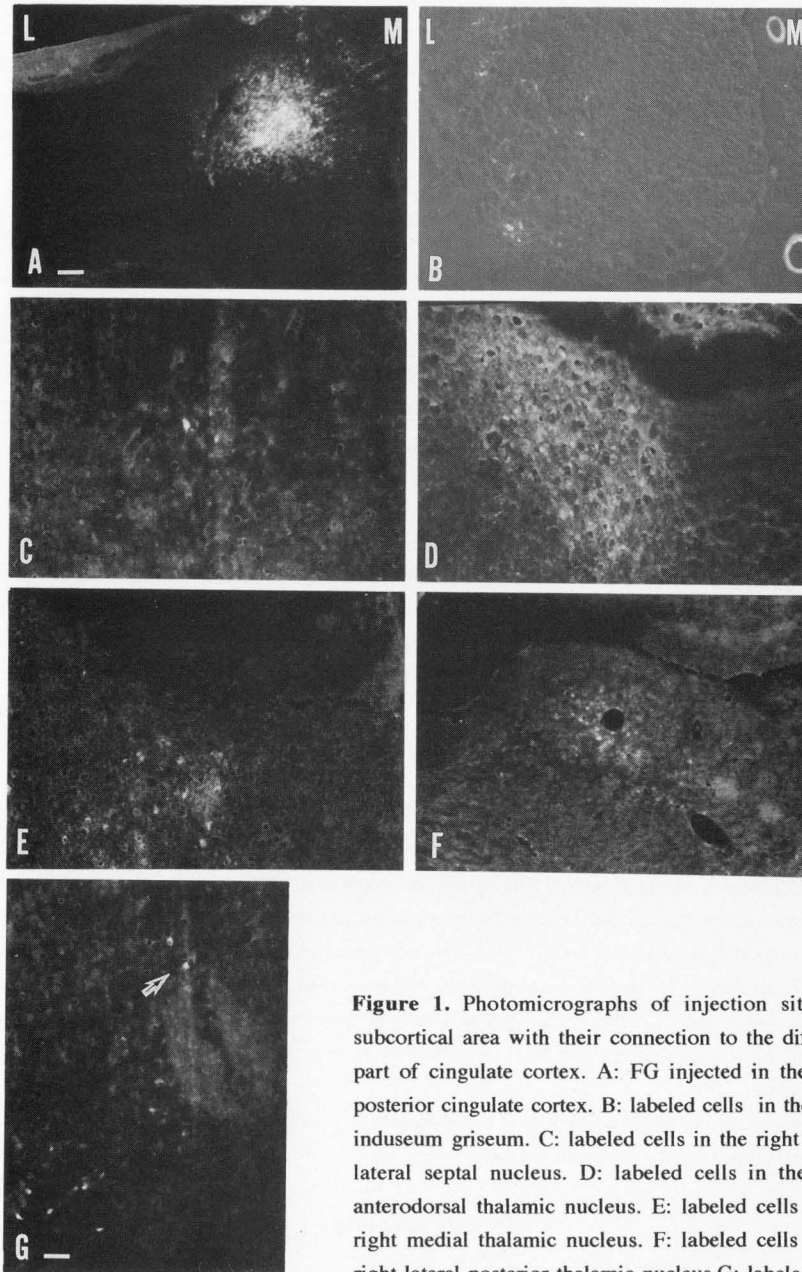 L M
L M
A
B
C
D
E
F
G
Figure 1. Photomicrographs of injection sit
subcortical area with their connection to the dif
part of cingulate cortex. A: FG injected in the
posterior cingulate cortex. B: labeled cells in th
induseum griseum. C: labeled cells in the right
lateral septal nucleus. D: labeled cells in the
anterodorsal thalamic nucleus. E: labeled cells
right medial thalamic nucleus. F: labeled cells
right lateral posterior thalamic nucleus.G: labele